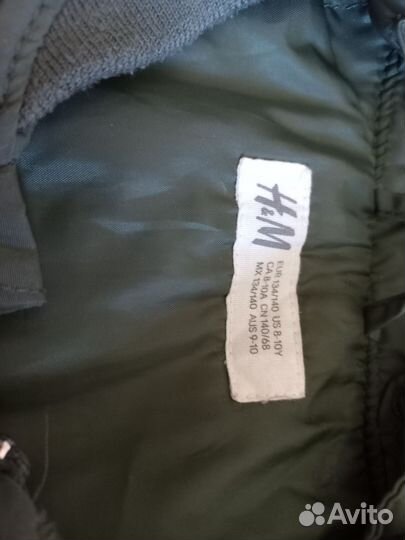 H&M
EUR 134/140 US 8-10Y
CA 8-10A CN 140/68
MX 134/140 AUS 9-10
Avito